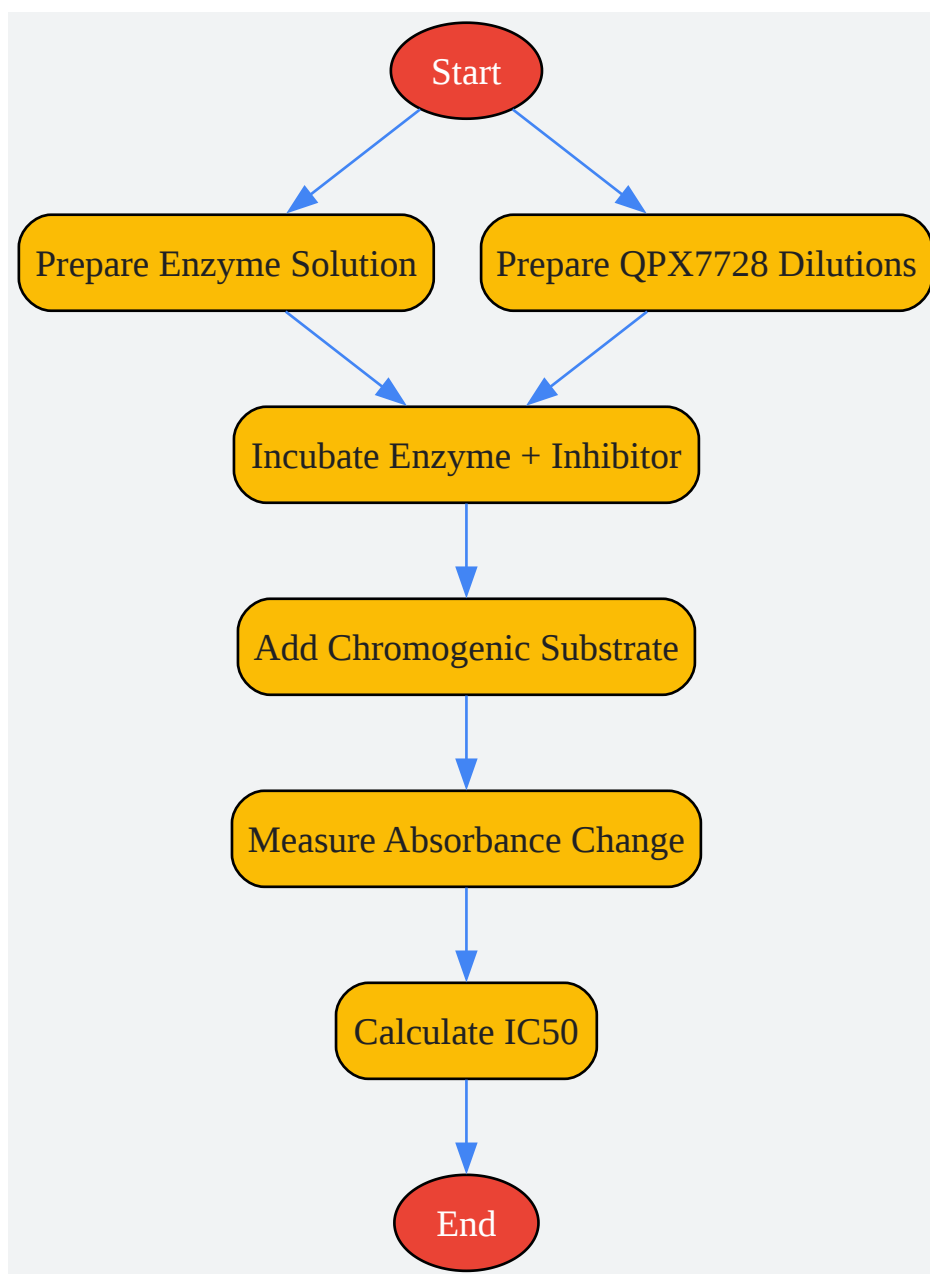 Start
Prepare Enzyme Solution
Prepare QPX7728 Dilutions
Incubate Enzyme + Inhibitor
Add Chromogenic Substrate
Measure Absorbance Change
Calculate IC50
End